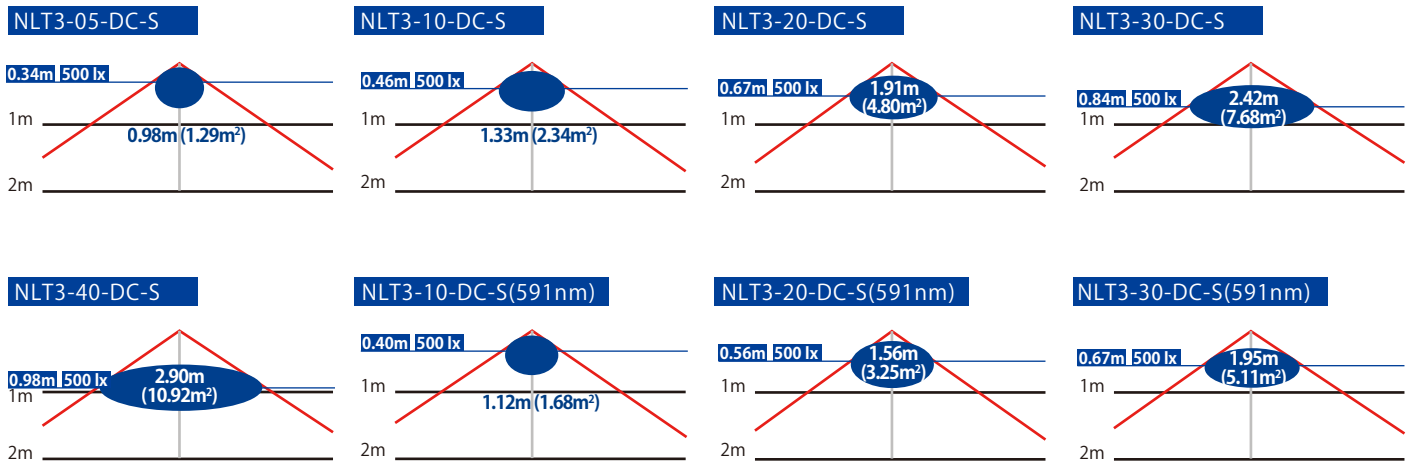 NLT3-05-DC-S
0.34m 500 lx
1m
0.98m (1.29m²)
2m
NLT3-10-DC-S
0.46m 500 lx
1m
1.33m (2.34m²)
2m
NLT3-20-DC-S
0.67m 500 lx
1.91m
(4.80m²)
1m
2m
NLT3-30-DC-S
0.84m 500 lx
2.42m
(7.68m²)
1m
2m
NLT3-40-DC-S
0.98m 500 lx
2.90m
(10.92m²)
1m
2m
NLT3-10-DC-S(591nm)
0.40m 500 lx
1m
1.12m (1.68m²)
2m
NLT3-20-DC-S(591nm)
0.56m 500 lx
1.56m
(3.25m²)
1m
2m
NLT3-30-DC-S(591nm)
0.67m 500 lx
1.95m
(5.11m²)
1m
2m